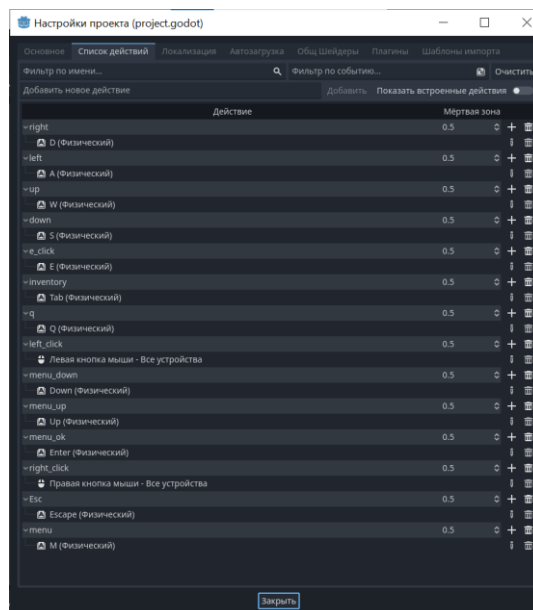 Настройки проекта (project.godot)
Основное Список действий Локализация Автозагрузка Общ Шейдеры Плагины Шаблоны импорта
Фильтр по имени... Фильтр по событию... Очистить
Добавить новое действие Добавить Показать встроенные действия
Действие Мёртвая зона
right 0.5
D (Физический)
left 0.5
A (Физический)
up 0.5
W (Физический)
down 0.5
S (Физический)
e_click 0.5
E (Физический)
inventory 0.5
Tab (Физический)
q 0.5
Q (Физический)
left_click 0.5
Левая кнопка мыши - Все устройства
menu_down 0.5
Down (Физический)
menu_up 0.5
Up (Физический)
menu_ok 0.5
Enter (Физический)
right_click 0.5
Правая кнопка мыши - Все устройства
Esc 0.5
Escape (Физический)
menu 0.5
M (Физический)
Закрыть